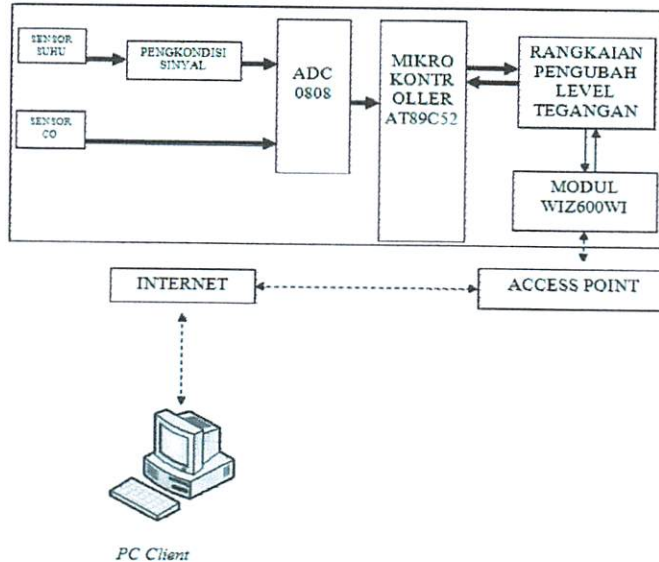 SENSOR
SUHU
PENGKONDISI
SINYAL
SENSOR
CO
ADC
0808
MIKRO
KONTR
OLLER
AT89C52
RANGKAIAN
PENGUBAH
LEVEL
TEGANGAN
MODUL
WIZ600WI
INTERNET
ACCESS POINT
PC Client